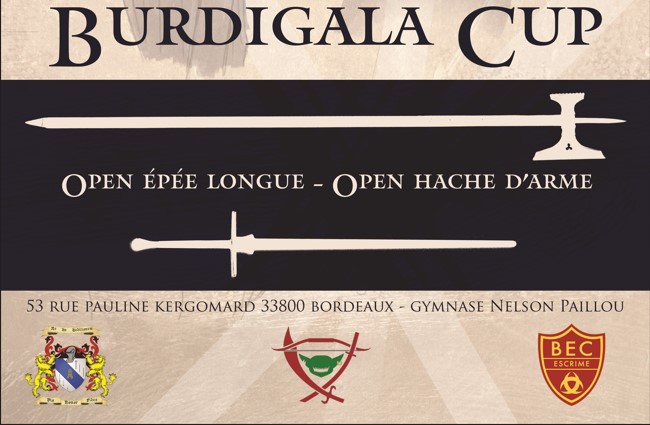 BURDIGALA CUP
OPEN ÉPÉE LONGUE - OPEN HACHE D'ARME
53 RUE PAULINE KERGOMARD 33800 BORDEAUX - GYMNASE NELSON PAILLOU
BEC
ESCRIME